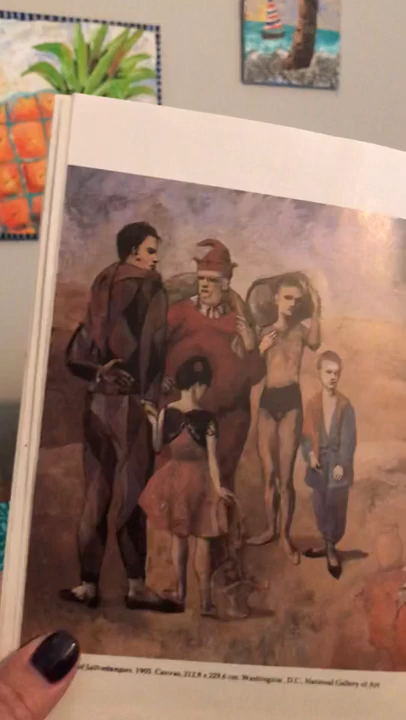 of Saltimbanques. 1905. Canvas, 212.8 x 229.6 cm. Washington, D.C., National Gallery of Art